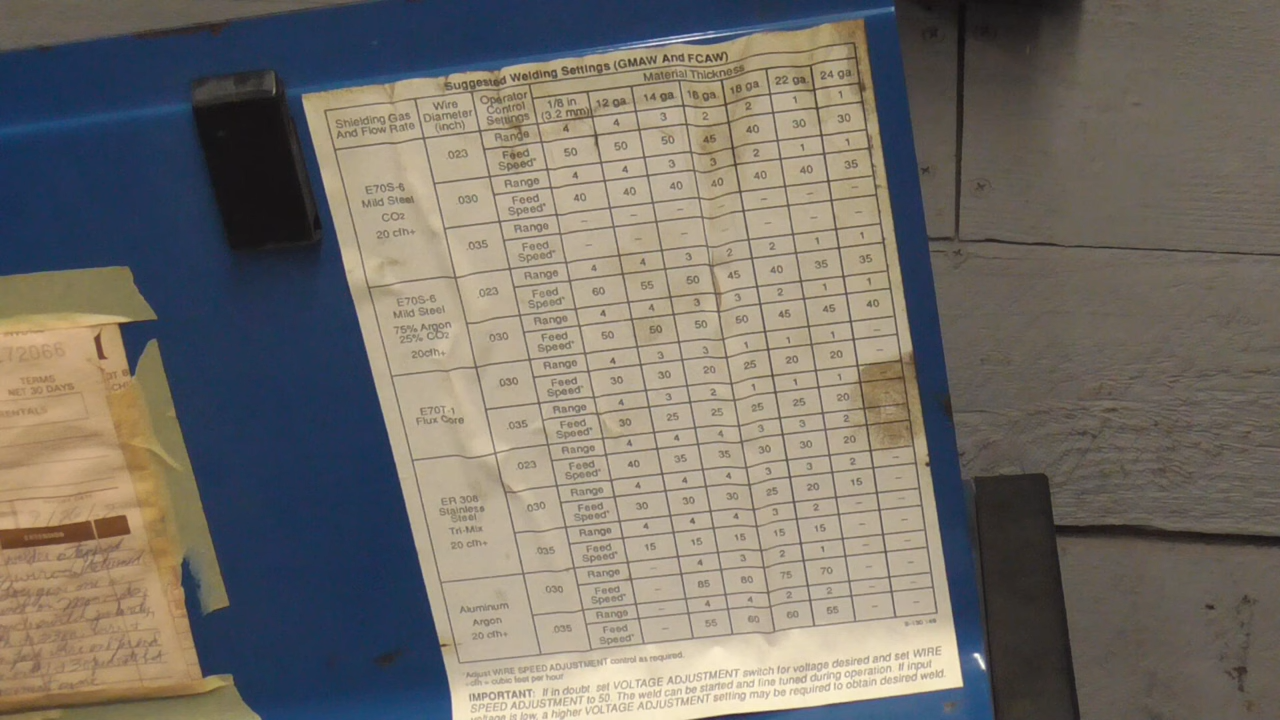 Suggested Welding Settings (GMAW And FCAW)
Material Thickness
Shielding Gas And Flow Rate Wire Diameter (inch) Operator Control Settings 1/8 in (3.2 mm) 12 ga. 14 ga. 16 ga. 18 ga. 22 ga. 24 ga.
E70S-6
Mild Steel
CO2
20 cfh+
.023 Range 4 4 3 2 2 1 1
Feed Speed* 50 50 50 45 40 30 30
.030 Range 4 4 3 3 2 1 1
Feed Speed* 40 40 40 40 40 40 35
.035 Range – – – – – – –
Feed Speed* – – – – – – –
E70S-6
Mild Steel
75% Argon
25% CO2
20cfh+
.023 Range 4 4 3 2 2 1 1
Feed Speed* 60 55 50 45 40 35 35
.030 Range 4 4 3 3 2 1 1
Feed Speed* 50 50 50 50 45 45 40
E70T-1
Flux Core
.030 Range 4 3 3 1 1 1 –
Feed Speed* 30 30 20 25 20 20
.035 Range 4 3 2 1 1 1
Feed Speed* 30 25 25 25 25 20
ER 308
Stainless
Steel
Tri-Mix
20 cfh+
.023 Range 4 4 4 3 3 2
Feed Speed* 40 35 35 30 30 20 –
.030 Range 4 4 4 3 3 2 –
Feed Speed* 30 30 30 25 20 15 –
.035 Range 4 4 4 3 2 – –
Feed Speed* 15 15 15 15 15 – –
Aluminum
Argon
20 cfh+
.030 Range – 4 3 2 1 – –
Feed Speed* – 85 80 75 70 – –
.035 Range – 4 4 2 2 – –
Feed Speed* – 55 60 60 55 – –
*Adjust WIRE SPEED ADJUSTMENT control as required.
cfh = cubic feet per hour
IMPORTANT: If in doubt set VOLTAGE ADJUSTMENT switch for voltage desired and set WIRE
SPEED ADJUSTMENT to 50. The weld can be started and fine tuned during operation. If input
voltage is low, a higher VOLTAGE ADJUSTMENT setting may be required to obtain desired weld.
72066
TERMS
NET 30 DAYS
RENTALS
EXTENSION